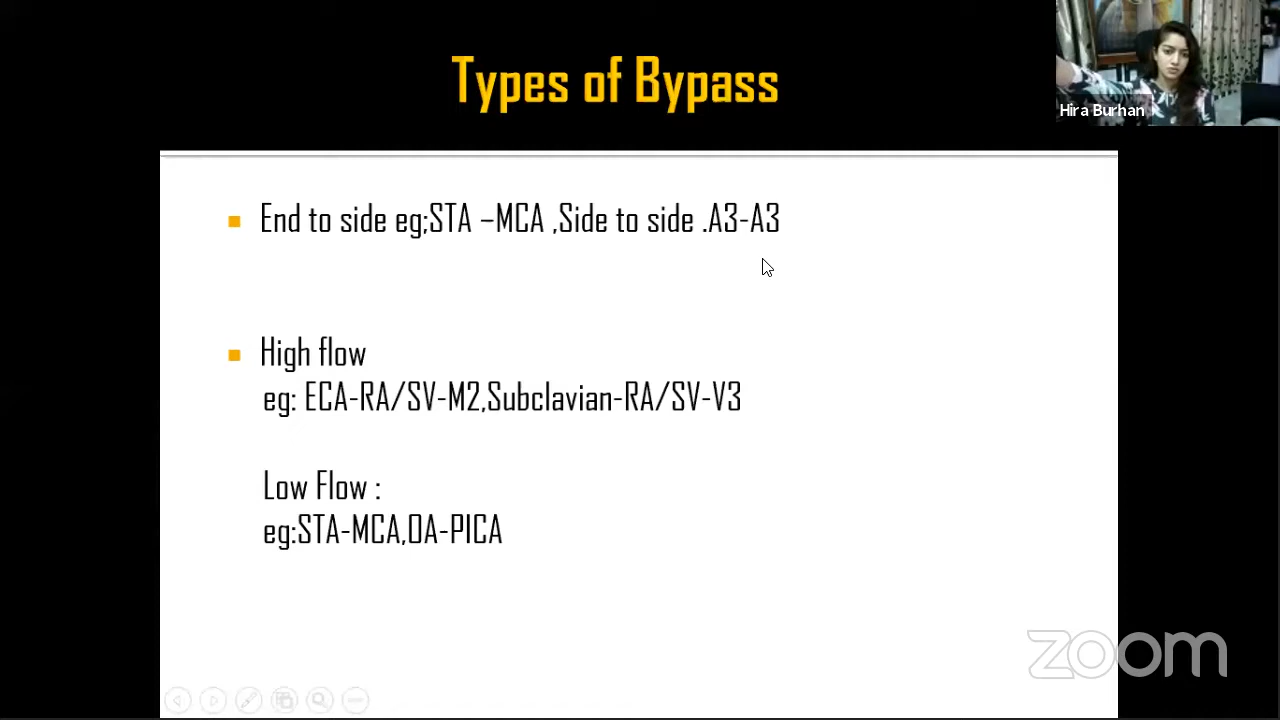 Types of Bypass
Hira Burhan
End to side eg;STA –MCA ,Side to side .A3-A3
High flow
eg: ECA-RA/SV-M2,Subclavian-RA/SV-V3
Low Flow :
eg:STA-MCA,OA-PICA
zoom